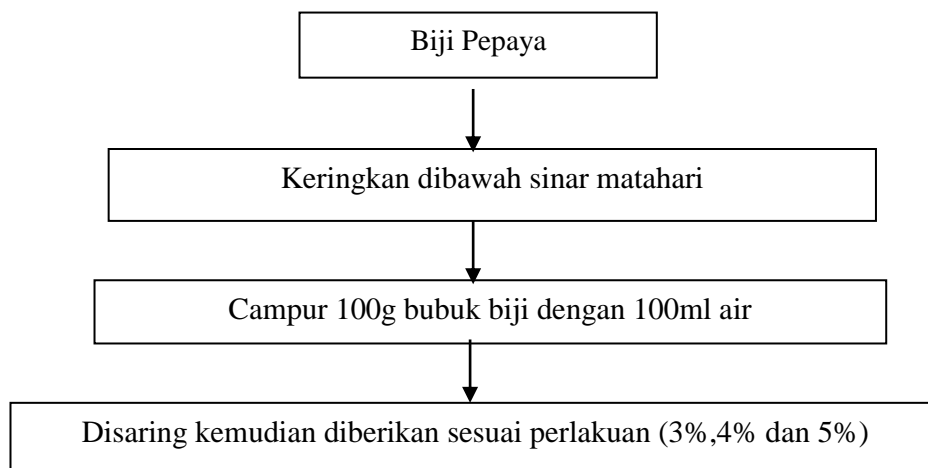 Biji Pepaya
Keringkan dibawah sinar matahari
Campur 100g bubuk biji dengan 100ml air
Disaring kemudian diberikan sesuai perlakuan (3%,4% dan 5%)